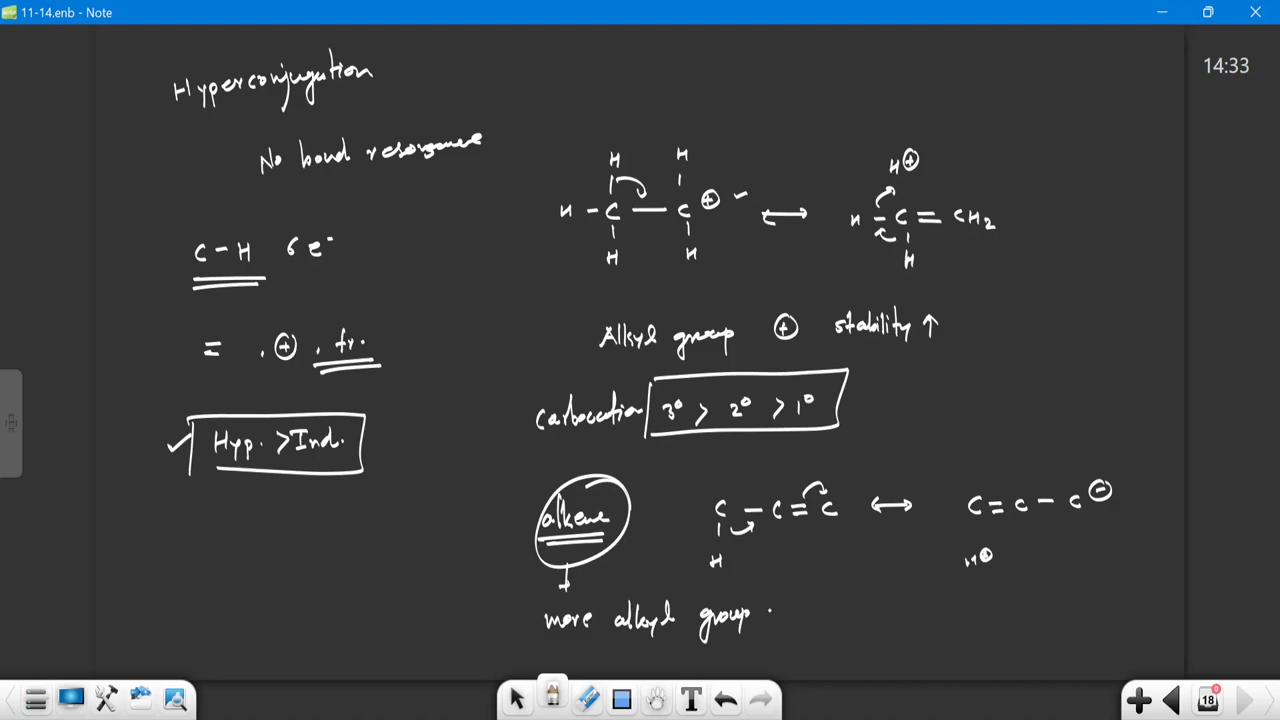 11-14.enb - Note
14:33
Hyperconjugation
No bond resonance
C - H σ e⁻
= . ⊕ . fr.
✓ Hyp. > Ind.
H H
H - C — C ⊕ ↔ H - C = CH2
H H
H ⊕
H
Alkyl group ⊕ stability ↑
Carbocation 3° > 2° > 1°
alkene C - C = C ↔ C = C - C ⊖
H H ⊕
more alkyl group .
T
18
0